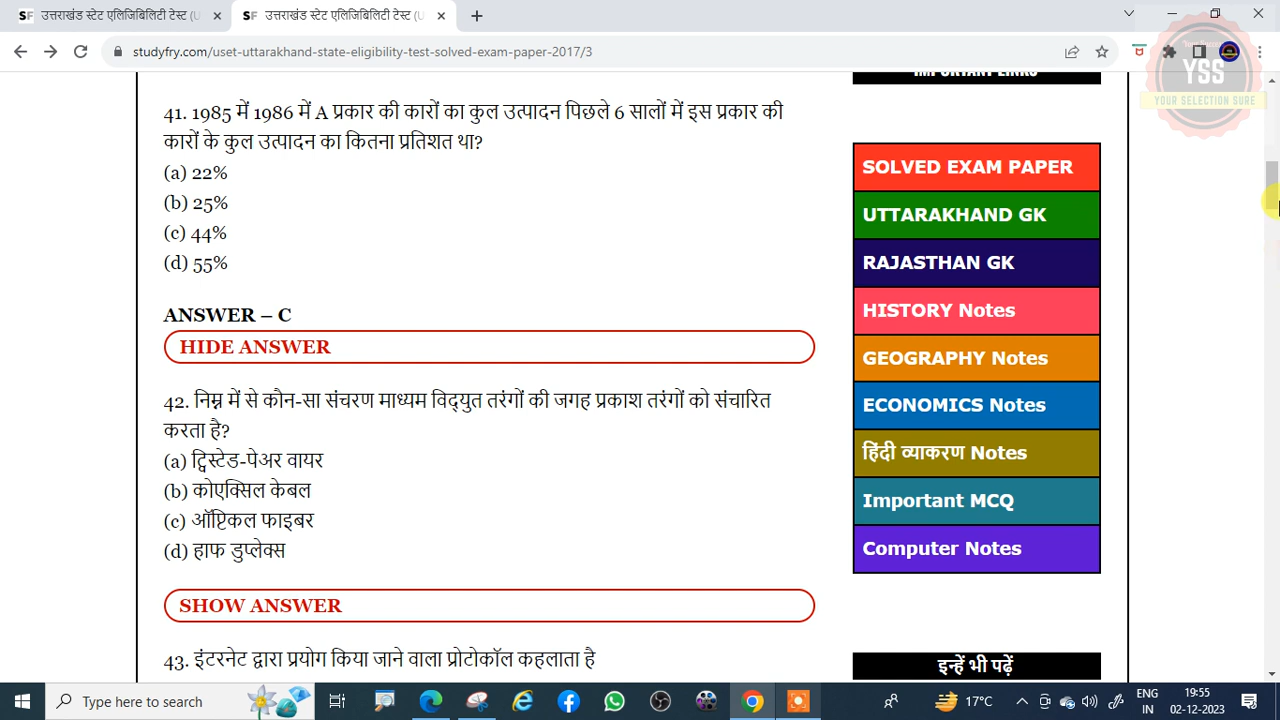 उत्तराखंड स्टेट एलिजिबिलिटी टेस्ट (U
उत्तराखंड स्टेट एलिजिबिलिटी टेस्ट (U
studyfry.com/uset-uttarakhand-state-eligibility-test-solved-exam-paper-2017/3
YSS
YOUR SELECTION SURE
IMPORTANT LINKS
41. 1985 में 1986 में A प्रकार की कारों का कुल उत्पादन पिछले 6 सालों में इस प्रकार की
कारों के कुल उत्पादन का कितना प्रतिशत था?
(a) 22%
(b) 25%
(c) 44%
(d) 55%
ANSWER – C
HIDE ANSWER
42. निम्न में से कौन-सा संचरण माध्यम विद्युत तरंगों की जगह प्रकाश तरंगों को संचारित
करता है?
(a) ट्विस्टेड-पेअर वायर
(b) कोएक्सिल केबल
(c) ऑप्टिकल फाइबर
(d) हाफ डुप्लेक्स
SHOW ANSWER
43. इंटरनेट द्वारा प्रयोग किया जाने वाला प्रोटोकॉल कहलाता है
SOLVED EXAM PAPER
UTTARAKHAND GK
RAJASTHAN GK
HISTORY Notes
GEOGRAPHY Notes
ECONOMICS Notes
हिंदी व्याकरण Notes
Important MCQ
Computer Notes
इन्हें भी पढ़ें
Type here to search
17°C
ENG
IN
19:55
02-12-2023